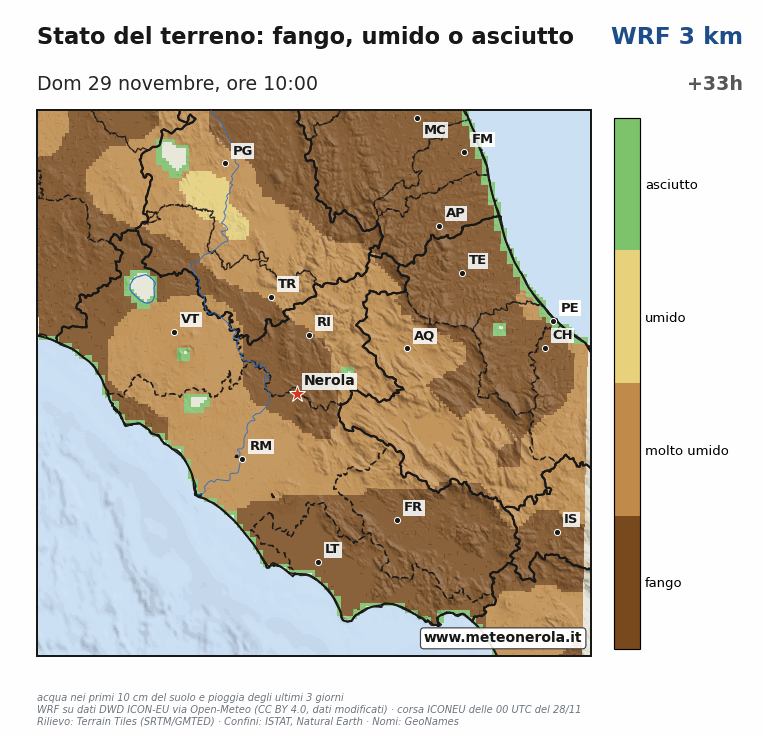 Stato del terreno: fango, umido o asciutto WRF 3 km
Dom 29 novembre, ore 10:00 +33h
MC
FM
PG
AP
TE
TR
PE
VT
RI
AQ
CH
Nerola
RM
FR
IS
LT
www.meteonerola.it
asciutto
umido
molto umido
fango
acqua nei primi 10 cm del suolo e pioggia degli ultimi 3 giorni
WRF su dati DWD ICON-EU via Open-Meteo (CC BY 4.0, dati modificati) · corsa ICONEU delle 00 UTC del 28/11
Rilievo: Terrain Tiles (SRTM/GMTED) · Confini: ISTAT, Natural Earth · Nomi: GeoNames